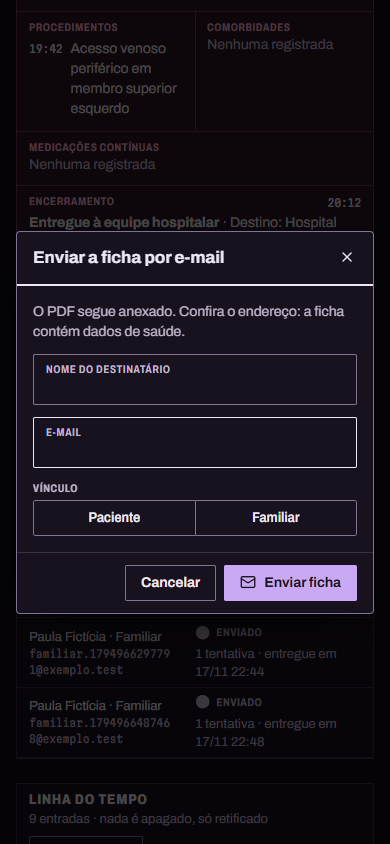 PROCEDIMENTOS
19:42 Acesso venoso
periférico em
membro superior
esquerdo
COMORBIDADES
Nenhuma registrada
MEDICAÇÕES CONTÍNUAS
Nenhuma registrada
ENCERRAMENTO
20:12
Entregue à equipe hospitalar · Destino: Hospital
Enviar a ficha por e-mail
O PDF segue anexado. Confira o endereço: a ficha
contém dados de saúde.
NOME DO DESTINATÁRIO
E-MAIL
VÍNCULO
Paciente
Familiar
Cancelar
Enviar ficha
Paula Fictícia · Familiar
familiar.179496629779
1@exemplo.test
ENVIADO
1 tentativa · entregue em
17/11 22:44
Paula Fictícia · Familiar
familiar.179496648746
8@exemplo.test
ENVIADO
1 tentativa · entregue em
17/11 22:48
LINHA DO TEMPO
9 entradas · nada é apagado, só retificado